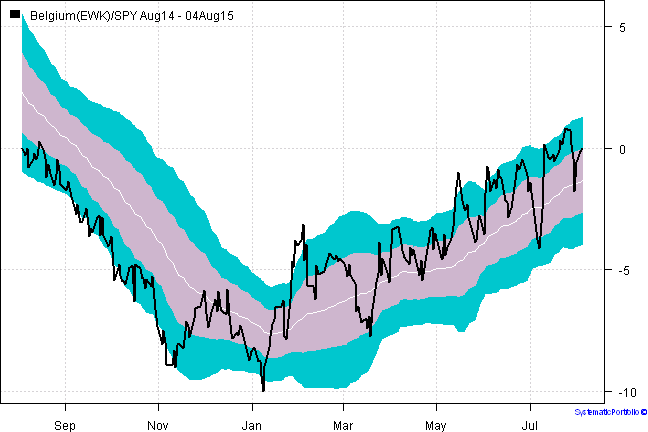 Belgium(EWK)/SPY Aug14 - 04Aug15
5
0
-5
-10
Sep Nov Jan Mar May Jul
SystematicPortfolio ©